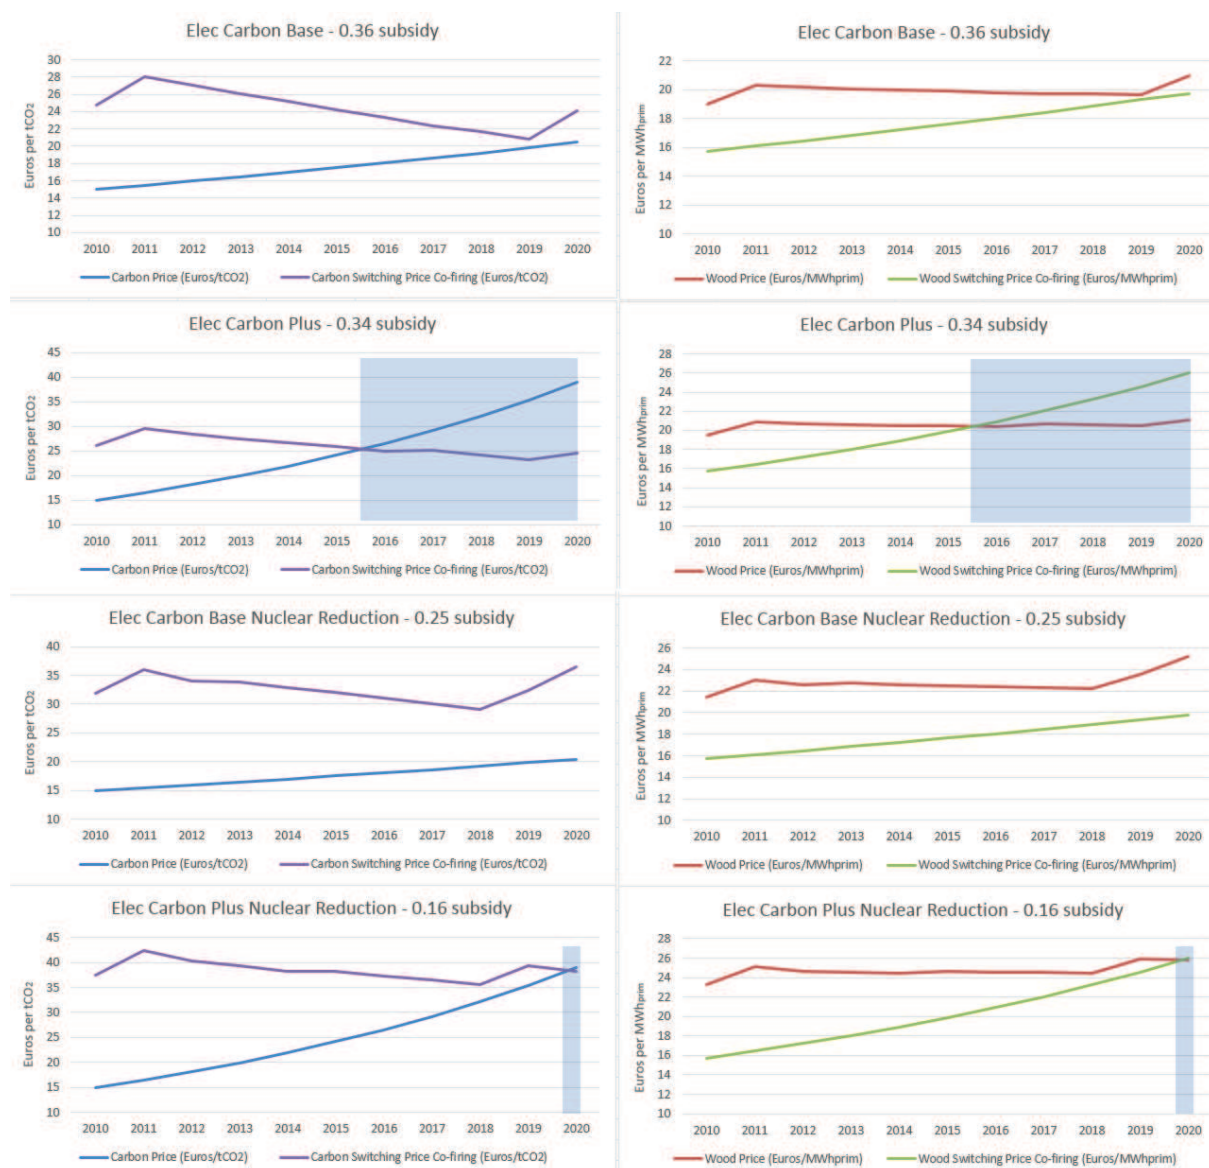 Elec Carbon Base - 0.36 subsidy
Euros per tCO2
30
28
26
24
22
20
18
16
14
12
10
2010 2011 2012 2013 2014 2015 2016 2017 2018 2019 2020
Carbon Price (Euros/tCO2) Carbon Switching Price Co-firing (Euros/tCO2)
Elec Carbon Base - 0.36 subsidy
Euros per MWhprim
22
20
18
16
14
12
10
2010 2011 2012 2013 2014 2015 2016 2017 2018 2019 2020
Wood Price (Euros/MWhprim) Wood Switching Price Co-firing (Euros/MWhprim)
Elec Carbon Plus - 0.34 subsidy
Euros per tCO2
45
40
35
30
25
20
15
10
2010 2011 2012 2013 2014 2015 2016 2017 2018 2019 2020
Carbon Price (Euros/tCO2) Carbon Switching Price Co-firing (Euros/tCO2)
Elec Carbon Plus - 0.34 subsidy
Euros per MWhprim
28
26
24
22
20
18
16
14
12
10
2010 2011 2012 2013 2014 2015 2016 2017 2018 2019 2020
Wood Price (Euros/MWhprim) Wood Switching Price Co-firing (Euros/MWhprim)
Elec Carbon Base Nuclear Reduction - 0.25 subsidy
Euros per tCO2
40
35
30
25
20
15
10
2010 2011 2012 2013 2014 2015 2016 2017 2018 2019 2020
Carbon Price (Euros/tCO2) Carbon Switching Price Co-firing (Euros/tCO2)
Elec Carbon Base Nuclear Reduction - 0.25 subsidy
Euros per MWhprim
26
24
22
20
18
16
14
12
10
2010 2011 2012 2013 2014 2015 2016 2017 2018 2019 2020
Wood Price (Euros/MWhprim) Wood Switching Price Co-firing (Euros/MWhprim)
Elec Carbon Plus Nuclear Reduction - 0.16 subsidy
Euros per tCO2
45
40
35
30
25
20
15
10
2010 2011 2012 2013 2014 2015 2016 2017 2018 2019 2020
Carbon Price (Euros/tCO2) Carbon Switching Price Co-firing (Euros/tCO2)
Elec Carbon Plus Nuclear Reduction - 0.16 subsidy
Euros per MWhprim
28
26
24
22
20
18
16
14
12
10
2010 2011 2012 2013 2014 2015 2016 2017 2018 2019 2020
Wood Price (Euros/MWhprim) Wood Switching Price Co-firing (Euros/MWhprim)